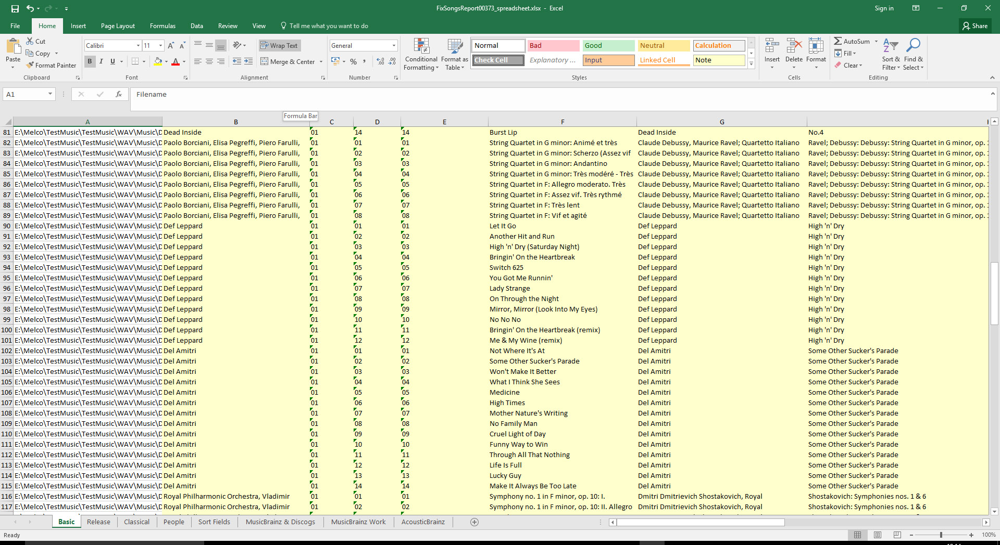 FixSongsReport00373_spreadsheet.xlsx - Excel
Sign in
File Home Insert Page Layout Formulas Data Review View Tell me what you want to do Share
Cut
Copy
Format Painter
Paste
Clipboard
Calibri 11
B I U
Font
Wrap Text
Merge & Center
Alignment
General
% ,
Number
Conditional Formatting
Format as Table
Normal Bad Good Neutral Calculation
Check Cell Explanatory ... Input Linked Cell Note
Styles
Insert Delete Format
Cells
AutoSum
Fill
Clear
Sort & Filter
Find & Select
Editing
A1 fx Filename
Formula Bar
A B C D E F G
81 E:\Melco\TestMusic\TestMusic\WAV\Music\D Dead Inside 01 14 14 Burst Lip Dead Inside No.4
82 E:\Melco\TestMusic\TestMusic\WAV\Music\D Paolo Borciani, Elisa Pegreffi, Piero Farulli, 01 01 01 String Quartet in G minor: Animé et très Claude Debussy, Maurice Ravel; Quartetto Italiano Ravel; Debussy: Debussy: String Quartet in G minor, op. 1
83 E:\Melco\TestMusic\TestMusic\WAV\Music\D Paolo Borciani, Elisa Pegreffi, Piero Farulli, 01 02 02 String Quartet in G minor: Scherzo (Assez vif Claude Debussy, Maurice Ravel; Quartetto Italiano Ravel; Debussy: Debussy: String Quartet in G minor, op. 1
84 E:\Melco\TestMusic\TestMusic\WAV\Music\D Paolo Borciani, Elisa Pegreffi, Piero Farulli, 01 03 03 String Quartet in G minor: Andantino Claude Debussy, Maurice Ravel; Quartetto Italiano Ravel; Debussy: Debussy: String Quartet in G minor, op. 1
85 E:\Melco\TestMusic\TestMusic\WAV\Music\D Paolo Borciani, Elisa Pegreffi, Piero Farulli, 01 04 04 String Quartet in G minor: Très modéré - Très Claude Debussy, Maurice Ravel; Quartetto Italiano Ravel; Debussy: Debussy: String Quartet in G minor, op. 1
86 E:\Melco\TestMusic\TestMusic\WAV\Music\D Paolo Borciani, Elisa Pegreffi, Piero Farulli, 01 05 05 String Quartet in F: Allegro moderato. Très Claude Debussy, Maurice Ravel; Quartetto Italiano Ravel; Debussy: Debussy: String Quartet in G minor, op. 1
87 E:\Melco\TestMusic\TestMusic\WAV\Music\D Paolo Borciani, Elisa Pegreffi, Piero Farulli, 01 06 06 String Quartet in F: Assez vif. Très rythmé Claude Debussy, Maurice Ravel; Quartetto Italiano Ravel; Debussy: Debussy: String Quartet in G minor, op. 1
88 E:\Melco\TestMusic\TestMusic\WAV\Music\D Paolo Borciani, Elisa Pegreffi, Piero Farulli, 01 07 07 String Quartet in F: Très lent Claude Debussy, Maurice Ravel; Quartetto Italiano Ravel; Debussy: Debussy: String Quartet in G minor, op. 1
89 E:\Melco\TestMusic\TestMusic\WAV\Music\D Paolo Borciani, Elisa Pegreffi, Piero Farulli, 01 08 08 String Quartet in F: Vif et agité Claude Debussy, Maurice Ravel; Quartetto Italiano Ravel; Debussy: Debussy: String Quartet in G minor, op. 1
90 E:\Melco\TestMusic\TestMusic\WAV\Music\D Def Leppard 01 01 01 Let It Go Def Leppard High 'n' Dry
91 E:\Melco\TestMusic\TestMusic\WAV\Music\D Def Leppard 01 02 02 Another Hit and Run Def Leppard High 'n' Dry
92 E:\Melco\TestMusic\TestMusic\WAV\Music\D Def Leppard 01 03 03 High 'n' Dry (Saturday Night) Def Leppard High 'n' Dry
93 E:\Melco\TestMusic\TestMusic\WAV\Music\D Def Leppard 01 04 04 Bringin' On the Heartbreak Def Leppard High 'n' Dry
94 E:\Melco\TestMusic\TestMusic\WAV\Music\D Def Leppard 01 05 05 Switch 625 Def Leppard High 'n' Dry
95 E:\Melco\TestMusic\TestMusic\WAV\Music\D Def Leppard 01 06 06 You Got Me Runnin' Def Leppard High 'n' Dry
96 E:\Melco\TestMusic\TestMusic\WAV\Music\D Def Leppard 01 07 07 Lady Strange Def Leppard High 'n' Dry
97 E:\Melco\TestMusic\TestMusic\WAV\Music\D Def Leppard 01 08 08 On Through the Night Def Leppard High 'n' Dry
98 E:\Melco\TestMusic\TestMusic\WAV\Music\D Def Leppard 01 09 09 Mirror, Mirror (Look Into My Eyes) Def Leppard High 'n' Dry
99 E:\Melco\TestMusic\TestMusic\WAV\Music\D Def Leppard 01 10 10 No No No Def Leppard High 'n' Dry
100 E:\Melco\TestMusic\TestMusic\WAV\Music\D Def Leppard 01 11 11 Bringin' On the Heartbreak (remix) Def Leppard High 'n' Dry
101 E:\Melco\TestMusic\TestMusic\WAV\Music\D Def Leppard 01 12 12 Me & My Wine (remix) Def Leppard High 'n' Dry
102 E:\Melco\TestMusic\TestMusic\WAV\Music\D Del Amitri 01 01 01 Not Where It's At Del Amitri Some Other Sucker's Parade
103 E:\Melco\TestMusic\TestMusic\WAV\Music\D Del Amitri 01 02 02 Some Other Sucker's Parade Del Amitri Some Other Sucker's Parade
104 E:\Melco\TestMusic\TestMusic\WAV\Music\D Del Amitri 01 03 03 Won't Make It Better Del Amitri Some Other Sucker's Parade
105 E:\Melco\TestMusic\TestMusic\WAV\Music\D Del Amitri 01 04 04 What I Think She Sees Del Amitri Some Other Sucker's Parade
106 E:\Melco\TestMusic\TestMusic\WAV\Music\D Del Amitri 01 05 05 Medicine Del Amitri Some Other Sucker's Parade
107 E:\Melco\TestMusic\TestMusic\WAV\Music\D Del Amitri 01 06 06 High Times Del Amitri Some Other Sucker's Parade
108 E:\Melco\TestMusic\TestMusic\WAV\Music\D Del Amitri 01 07 07 Mother Nature's Writing Del Amitri Some Other Sucker's Parade
109 E:\Melco\TestMusic\TestMusic\WAV\Music\D Del Amitri 01 08 08 No Family Man Del Amitri Some Other Sucker's Parade
110 E:\Melco\TestMusic\TestMusic\WAV\Music\D Del Amitri 01 09 09 Cruel Light of Day Del Amitri Some Other Sucker's Parade
111 E:\Melco\TestMusic\TestMusic\WAV\Music\D Del Amitri 01 10 10 Funny Way to Win Del Amitri Some Other Sucker's Parade
112 E:\Melco\TestMusic\TestMusic\WAV\Music\D Del Amitri 01 11 11 Through All That Nothing Del Amitri Some Other Sucker's Parade
113 E:\Melco\TestMusic\TestMusic\WAV\Music\D Del Amitri 01 12 12 Life Is Full Del Amitri Some Other Sucker's Parade
114 E:\Melco\TestMusic\TestMusic\WAV\Music\D Del Amitri 01 13 13 Lucky Guy Del Amitri Some Other Sucker's Parade
115 E:\Melco\TestMusic\TestMusic\WAV\Music\D Del Amitri 01 14 14 Make It Always Be Too Late Del Amitri Some Other Sucker's Parade
116 E:\Melco\TestMusic\TestMusic\WAV\Music\D Royal Philharmonic Orchestra, Vladimir 01 01 01 Symphony no. 1 in F minor, op. 10: I. Dmitri Dmitrievich Shostakovich, Royal Shostakovich: Symphonies nos. 1 & 6
117 E:\Melco\TestMusic\TestMusic\WAV\Music\D Royal Philharmonic Orchestra, Vladimir 01 02 02 Symphony no. 1 in F minor, op. 10: II. Allegro Dmitri Dmitrievich Shostakovich, Royal Shostakovich: Symphonies nos. 1 & 6
Basic Release Classical People Sort Fields MusicBrainz & Discogs MusicBrainz Work AcousticBrainz
Ready 100%